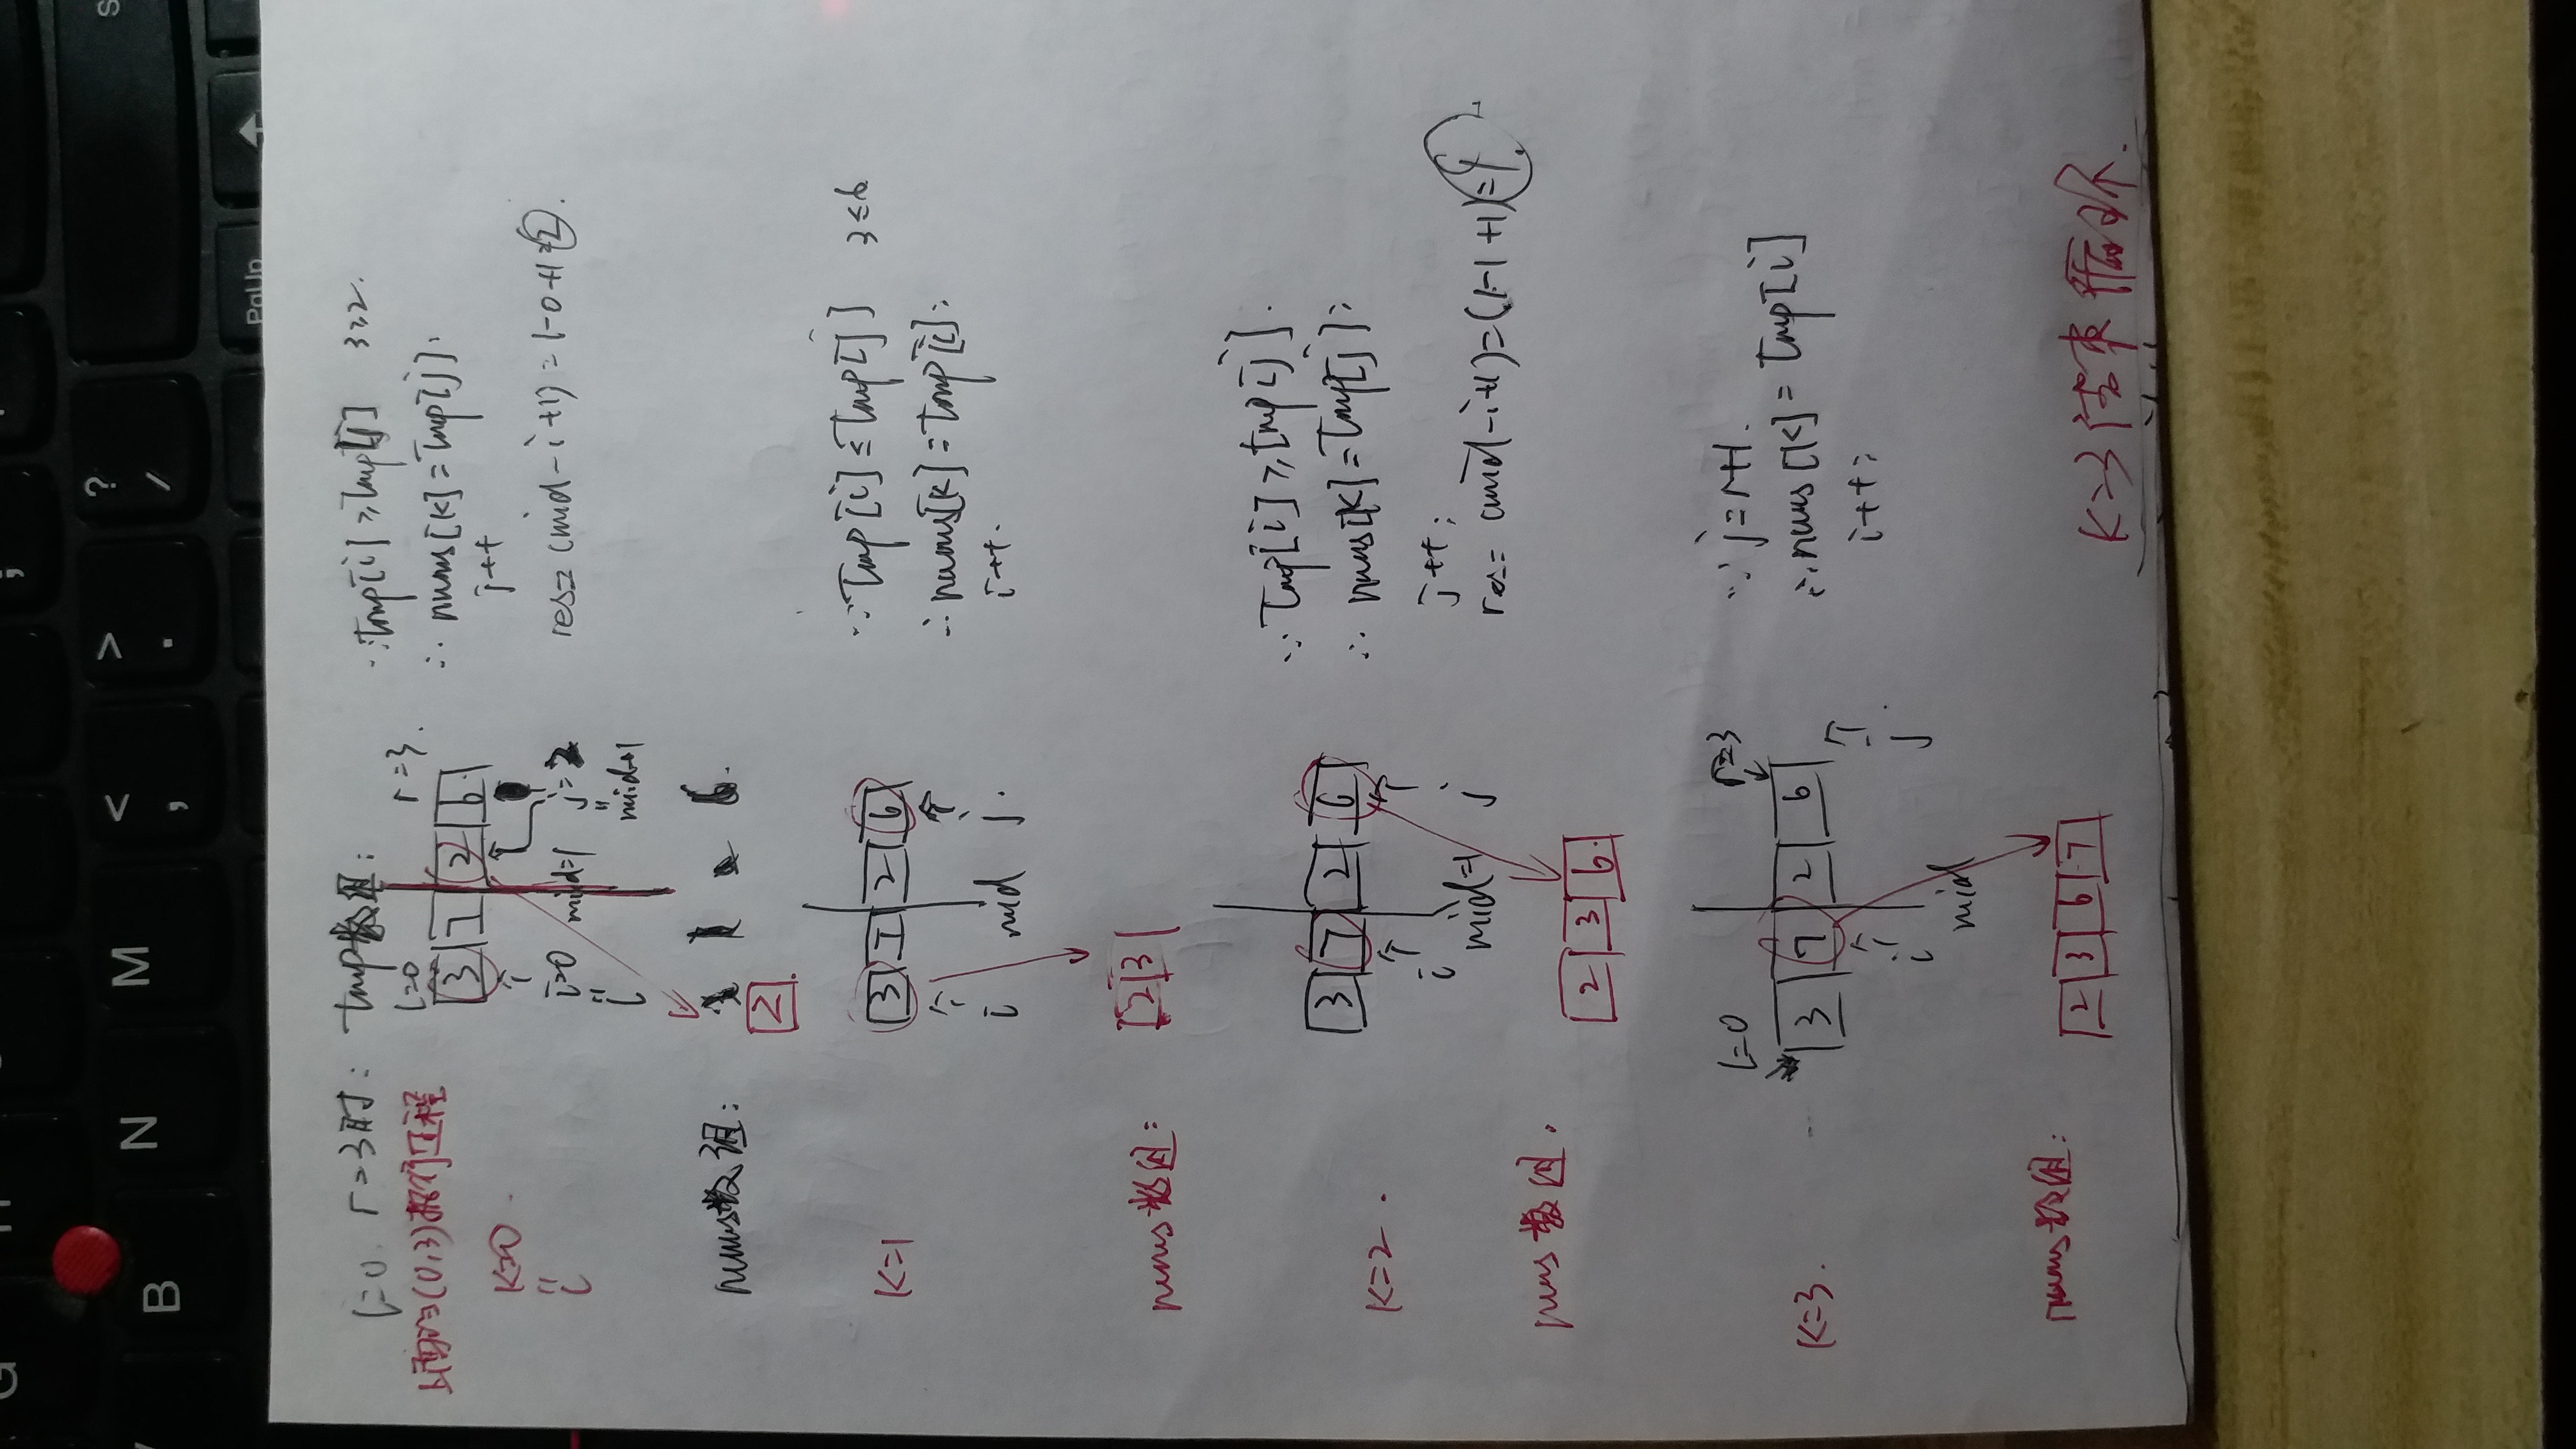 B N M < , > . ? /
PgUp
l=0. r=3时: tmp数组:
(0,3)执行过程
l=0 r=3.
3 7 2 6
∵tmp[i]≥tmp[j] 3≥2.
∴ nums[k]=tmp[j];
j++
k=0
i=0 mid=1 j=2
mid+1
res= (mid-i+1) = 1-0+1=2.
nums数组:
2
K=1
3 7 2 6
i mid j.
∵Tmp[i]≤Tmp[j] 3≤6
∴nums[k]=tmp[i];
i++.
nums数组:
2 3
K=2.
3 7 2 6
i mid=1 j
∵Tmp[i]≥tmp[j].
∴ nums[k]=Tmp[j];
j++;
res= (mid-i+1)=(1-1+1)=1.
nums数组.
2 3 6
l=0 r=3
K=3.
3 7 2 6
i mid j
∵ j=r+1.
∴nums[k]=Tmp[i]
i++;
nums数组:
2 3 6 7
K=3 结束循环.